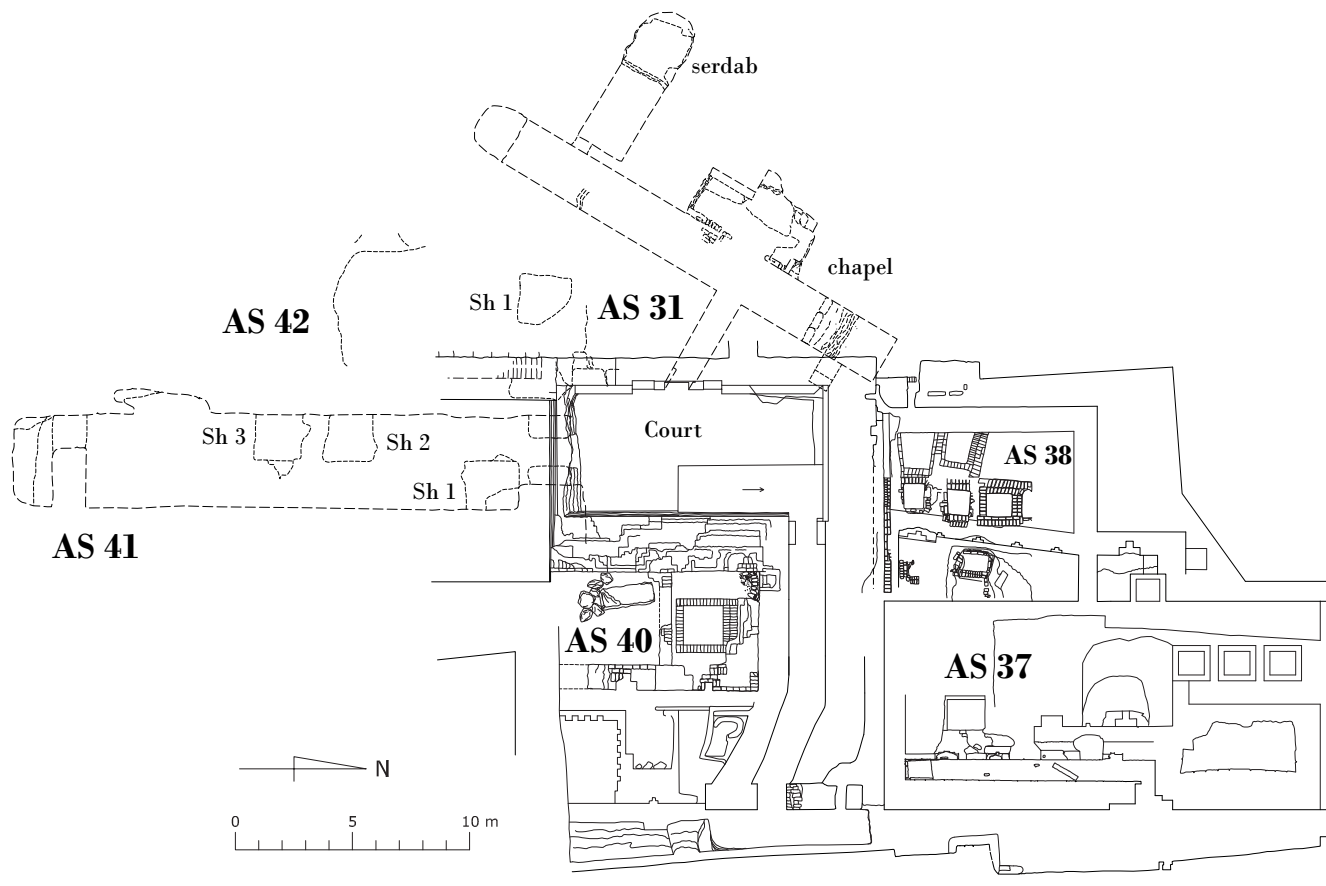 serdab
chapel
Sh 1
AS 31
AS 42
Sh 3
Sh 2
Court
AS 38
Sh 1
AS 41
AS 40
AS 37
N
0 5 10 m